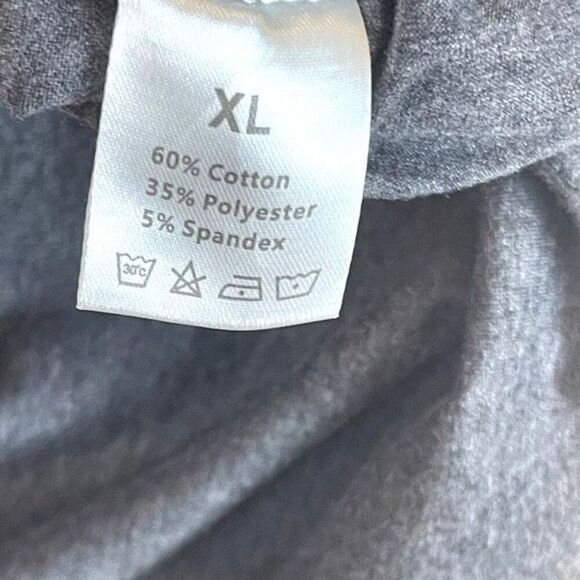 XL
60% Cotton
35% Polyester
5% Spandex
30°C